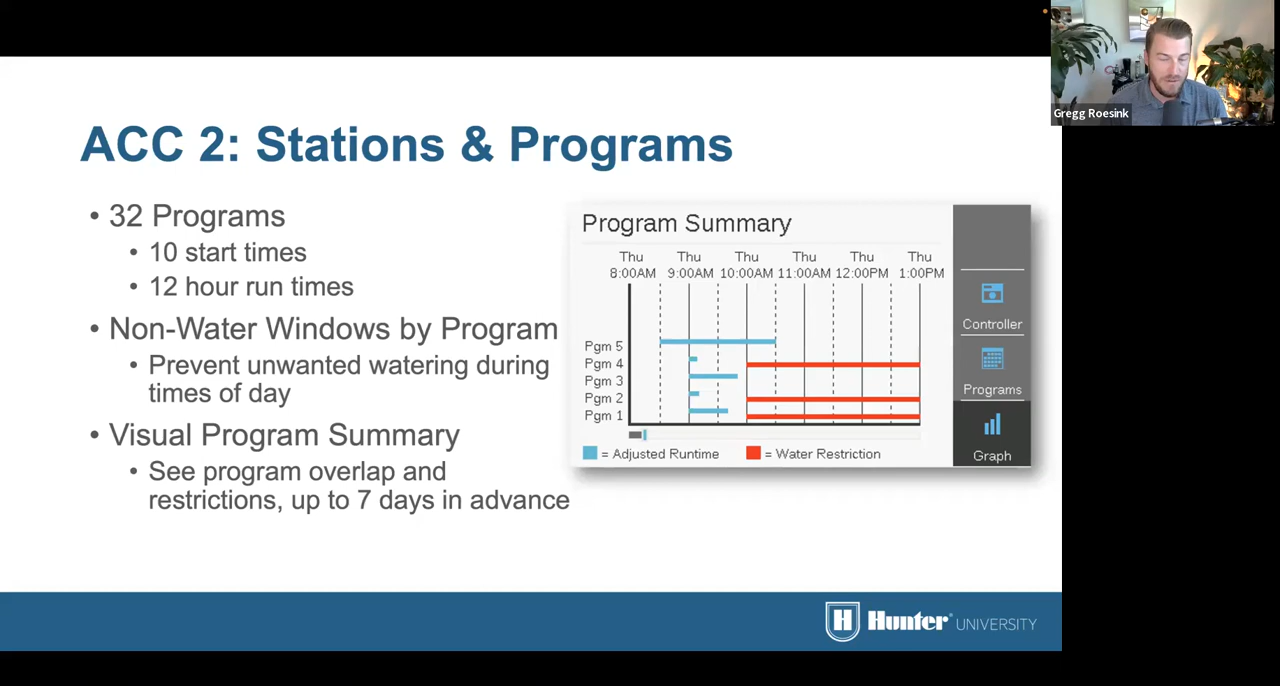 Gregg Roesink
ACC 2: Stations & Programs
• 32 Programs
• 10 start times
• 12 hour run times
• Non-Water Windows by Program
• Prevent unwanted watering during
times of day
• Visual Program Summary
• See program overlap and
restrictions, up to 7 days in advance
Program Summary
Thu Thu Thu Thu Thu Thu
8:00AM 9:00AM 10:00AM 11:00AM 12:00PM 1:00PM
Pgm 5
Pgm 4
Pgm 3
Pgm 2
Pgm 1
= Adjusted Runtime = Water Restriction
Controller
Programs
Graph
H Hunter® UNIVERSITY